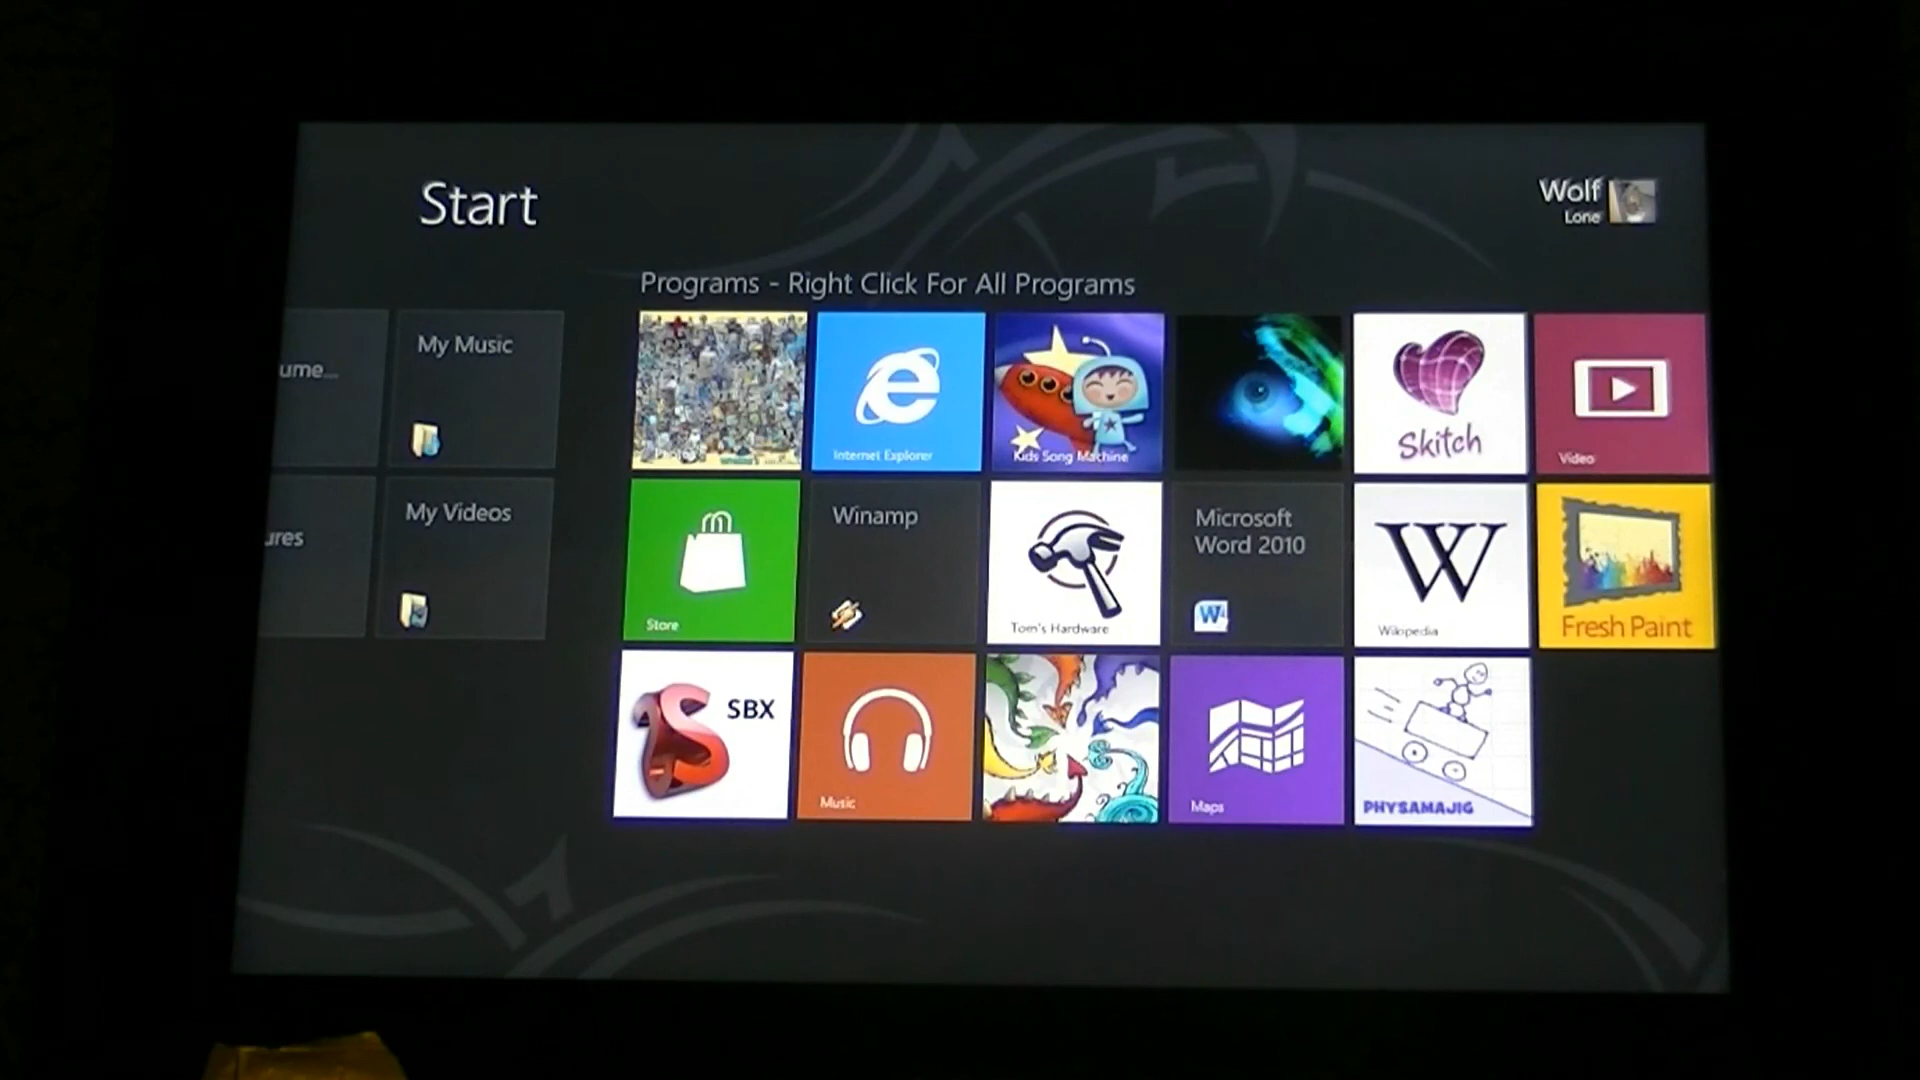 Start
Wolf
Lone
Programs - Right Click For All Programs
ume...
My Music
Photos
Internet Explorer
Kids Song Machine
Skitch
Video
ures
My Videos
Store
Winamp
Tom's Hardware
Microsoft
Word 2010
W
W
Wikipedia
Fresh Paint
SBX
Music
Maps
PHYSAMAJIG